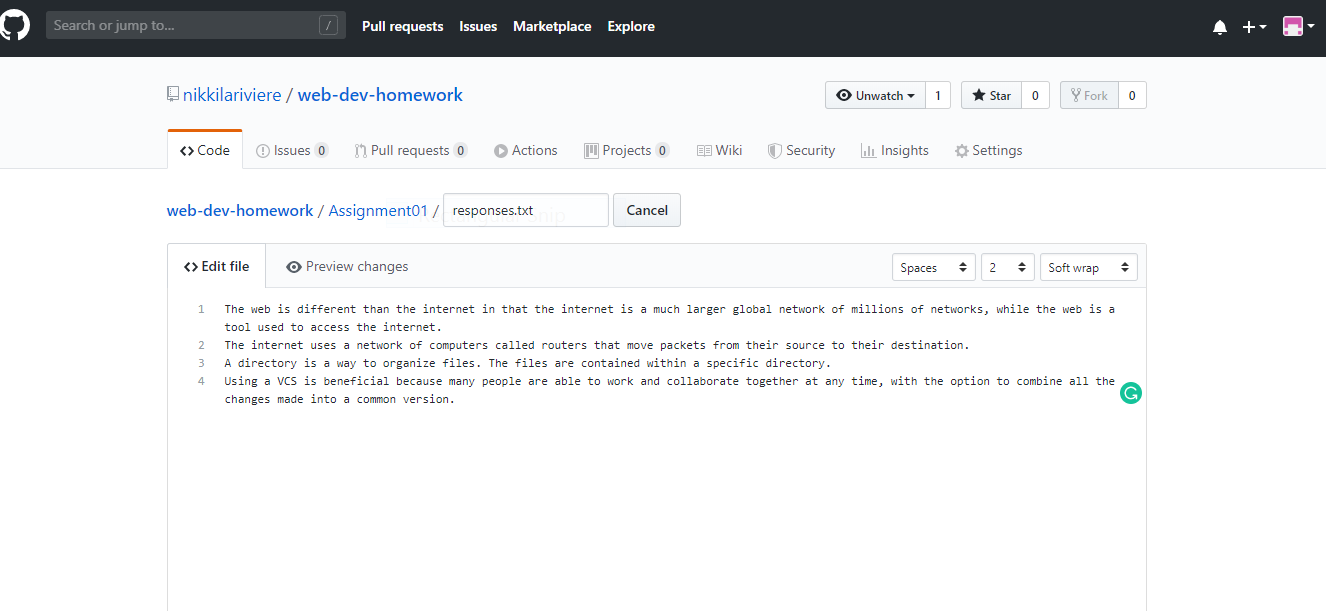 Search or jump to... /
Pull requests Issues Marketplace Explore
nikkilariviere / web-dev-homework
Unwatch 1 Star 0 Fork 0
Code Issues 0 Pull requests 0 Actions Projects 0 Wiki Security Insights Settings
web-dev-homework / Assignment01 / responses.txt Cancel
<> Edit file Preview changes Spaces 2 Soft wrap
1 The web is different than the internet in that the internet is a much larger global network of millions of networks, while the web is a
tool used to access the internet.
2 The internet uses a network of computers called routers that move packets from their source to their destination.
3 A directory is a way to organize files. The files are contained within a specific directory.
4 Using a VCS is beneficial because many people are able to work and collaborate together at any time, with the option to combine all the
changes made into a common version.